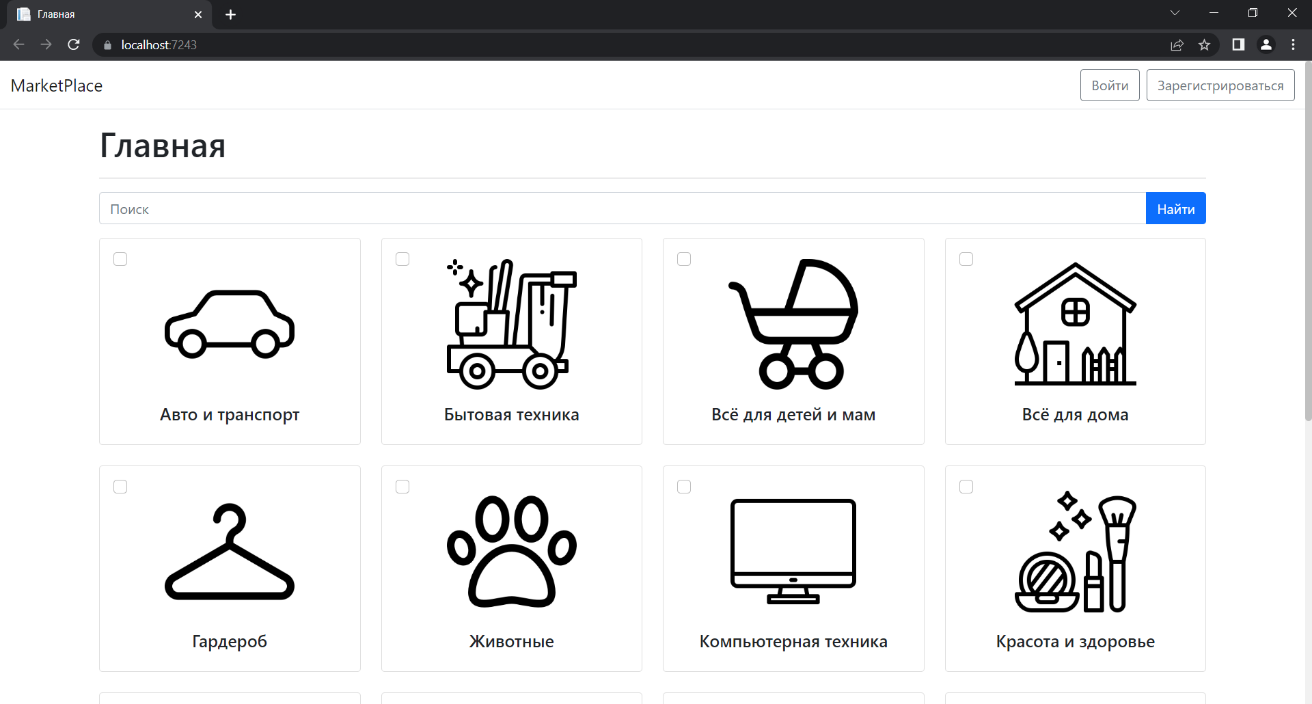 Главная
localhost:7243
MarketPlace
Войти
Зарегистрироваться
Главная
Поиск
Найти
Авто и транспорт
Бытовая техника
Всё для детей и мам
Всё для дома
Гардероб
Животные
Компьютерная техника
Красота и здоровье